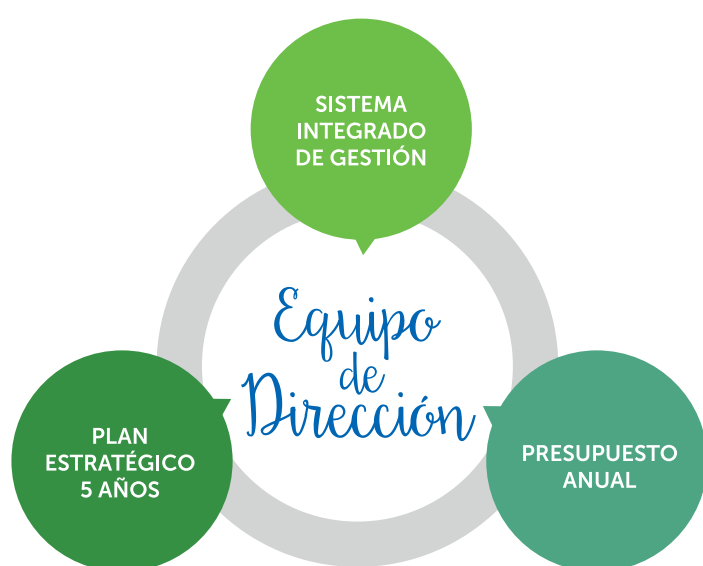 SISTEMA
INTEGRADO
DE GESTIÓN
Equipo
de
Dirección
PLAN
ESTRATÉGICO
5 AÑOS
PRESUPUESTO
ANUAL